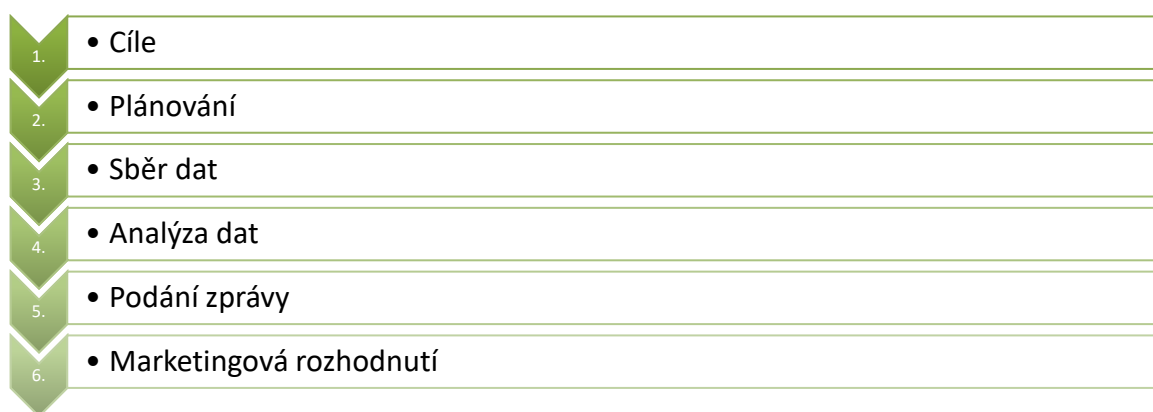 1. • Cíle
2. • Plánování
3. • Sběr dat
4. • Analýza dat
5. • Podání zprávy
6. • Marketingová rozhodnutí